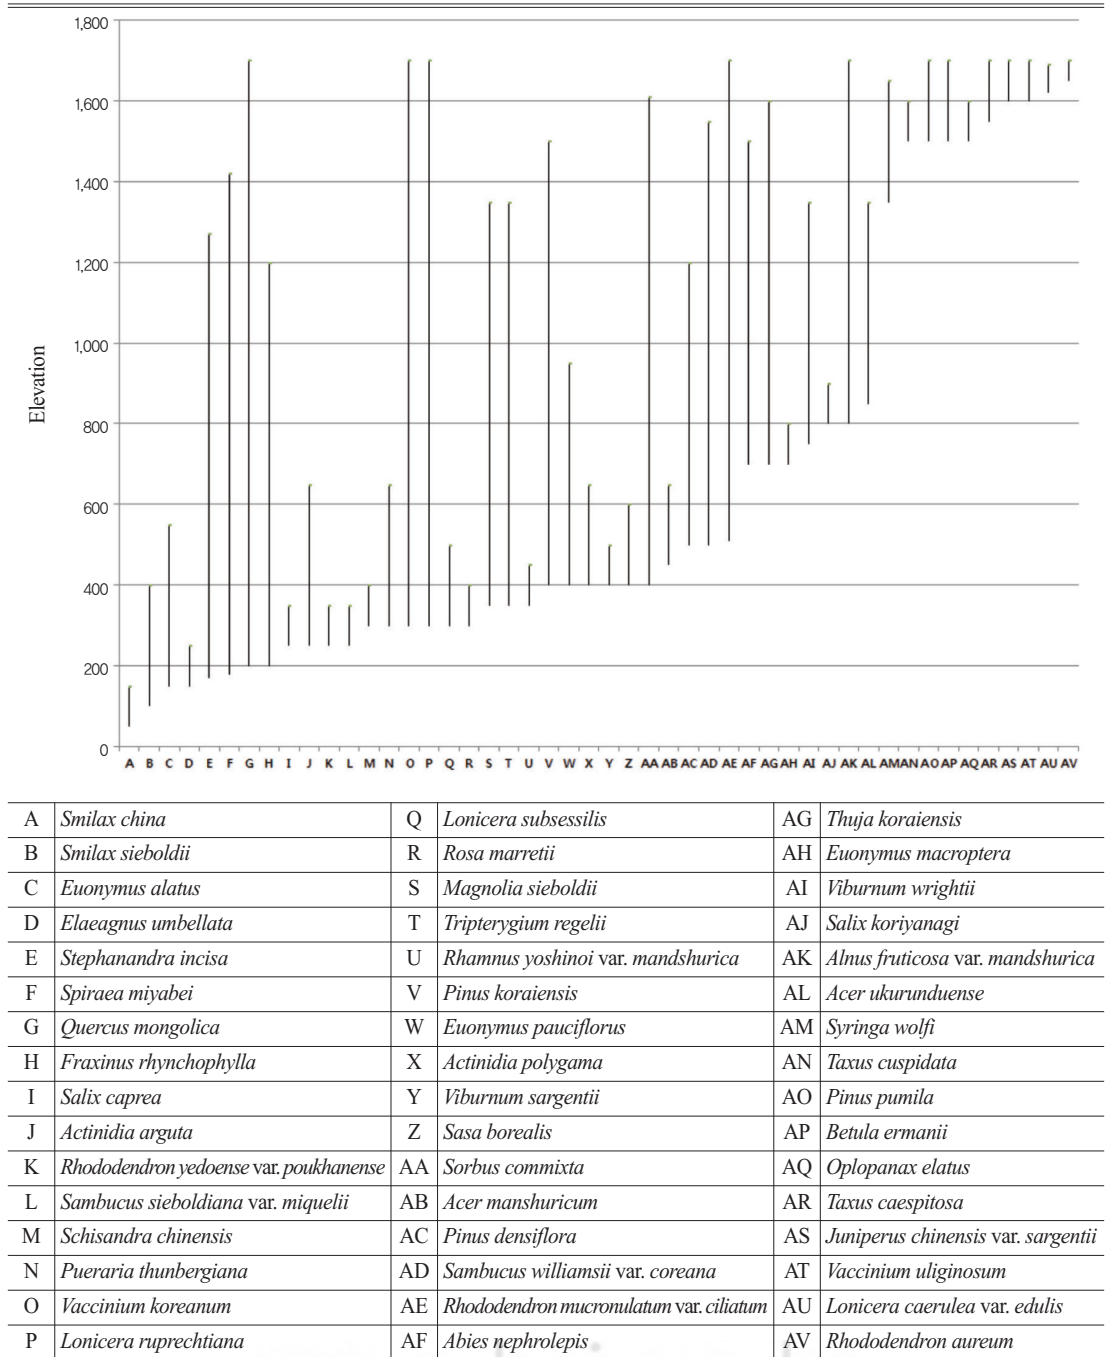 1,800
1,600
1,400
1,200
1,000
800
600
400
200
0
Elevation
A B C D E F G H I J K L M N O P Q R S T U V W X Y Z AA AB AC AD AE AF AG AH AI AJ AK AL AM AN AO AP AQ AR AS AT AU AV
A Smilax china Q Lonicera subsessilis AG Thuja koraiensis
B Smilax sieboldii R Rosa marretii AH Euonymus macroptera
C Euonymus alatus S Magnolia sieboldii AI Viburnum wrightii
D Elaeagnus umbellata T Tripterygium regelii AJ Salix koriyanagi
E Stephanandra incisa U Rhamnus yoshinoi var. mandshurica AK Alnus fruticosa var. mandshurica
F Spiraea miyabei V Pinus koraiensis AL Acer ukurunduense
G Quercus mongolica W Euonymus pauciflorus AM Syringa wolfi
H Fraxinus rhynchophylla X Actinidia polygama AN Taxus cuspidata
I Salix caprea Y Viburnum sargentii AO Pinus pumila
J Actinidia arguta Z Sasa borealis AP Betula ermanii
K Rhododendron yedoense var. poukhanense AA Sorbus commixta AQ Oplopanax elatus
L Sambucus sieboldiana var. miquelii AB Acer manshuricum AR Taxus caespitosa
M Schisandra chinensis AC Pinus densiflora AS Juniperus chinensis var. sargentii
N Pueraria thunbergiana AD Sambucus williamsii var. coreana AT Vaccinium uliginosum
O Vaccinium koreanum AE Rhododendron mucronulatum var. ciliatum AU Lonicera caerulea var. edulis
P Lonicera ruprechtiana AF Abies nephrolepis AV Rhododendron aureum